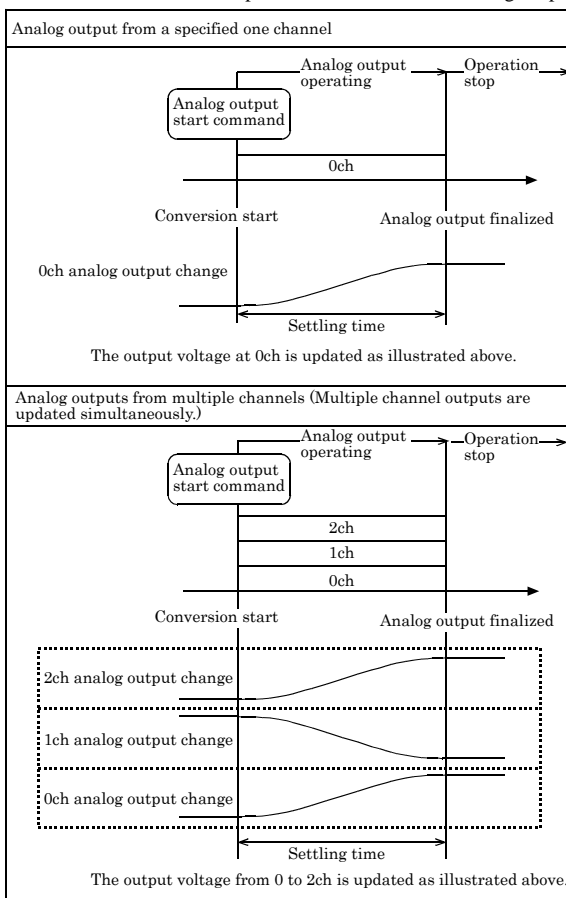 Analog output from a specified one channel
Analog output operating
Operation stop
Analog output start command
0ch
Conversion start
Analog output finalized
0ch analog output change
Settling time
The output voltage at 0ch is updated as illustrated above.
Analog outputs from multiple channels (Multiple channel outputs are
updated simultaneously.)
Analog output operating
Operation stop
Analog output start command
2ch
1ch
0ch
Conversion start
Analog output finalized
2ch analog output change
1ch analog output change
0ch analog output change
Settling time
The output voltage from 0 to 2ch is updated as illustrated above.